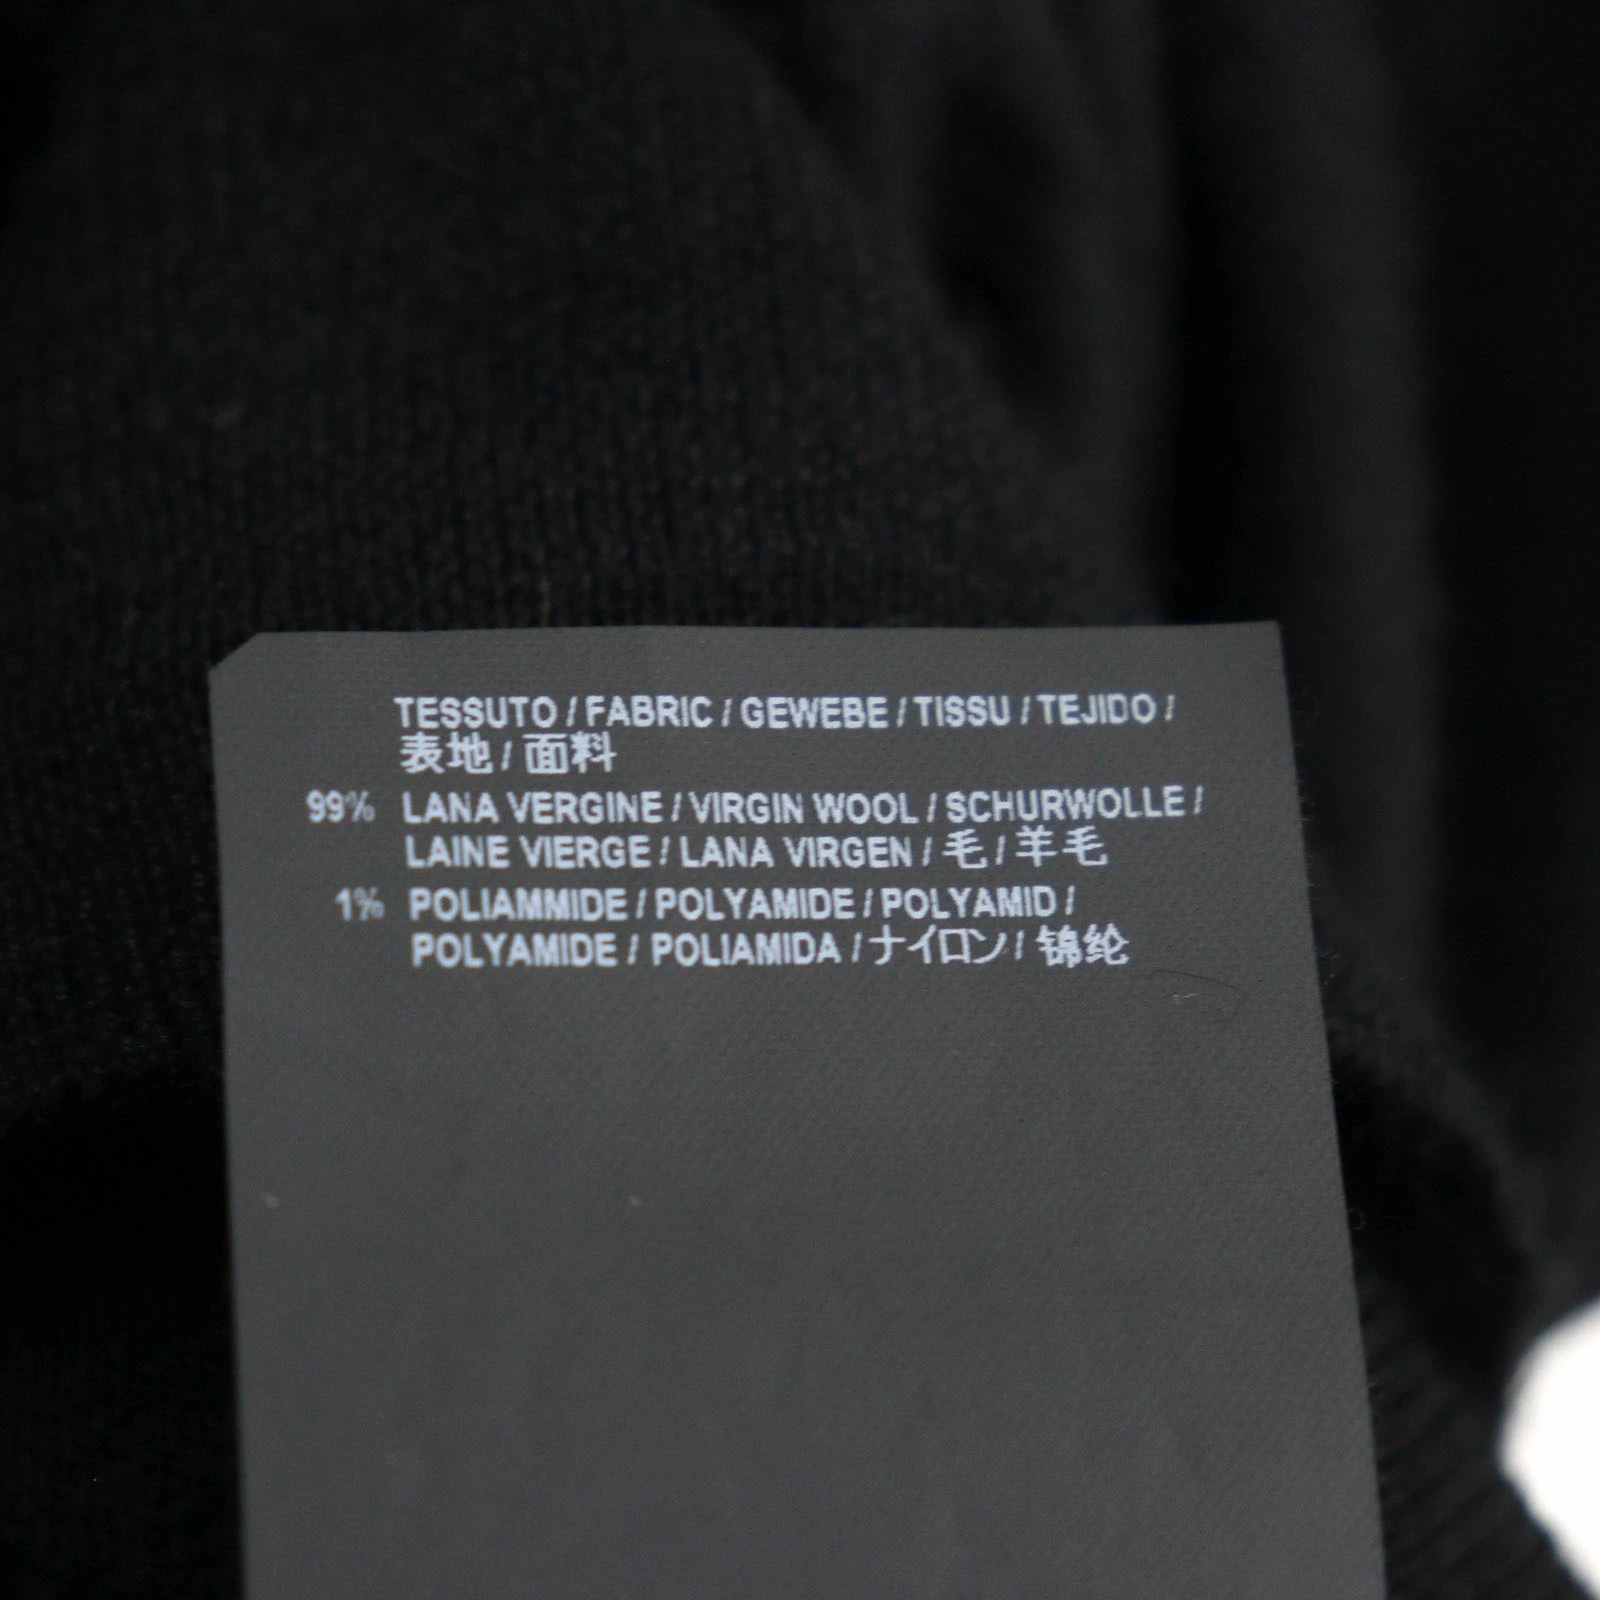 TESSUTO / FABRIC / GEWEBE / TISSU / TEJIDO /
表地 / 面料
99% LANA VERGINE / VIRGIN WOOL / SCHURWOLLE /
LAINE VIERGE / LANA VIRGEN / 毛 / 羊毛
1% POLIAMMIDE / POLYAMIDE / POLYAMID /
POLYAMIDE / POLIAMIDA / ナイロン / 锦纶